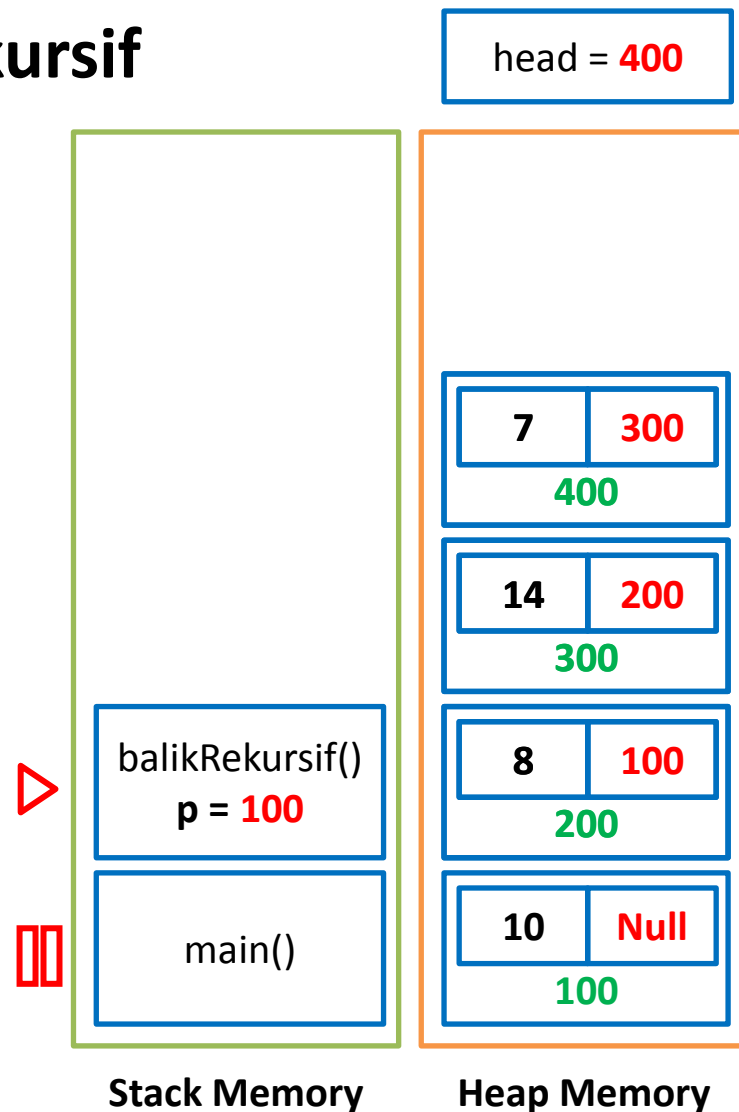 kursif
head = 400
7 300
400
14 200
300
balikRekursif()
p = 100
8 100
200
main()
10 Null
100
Stack Memory
Heap Memory